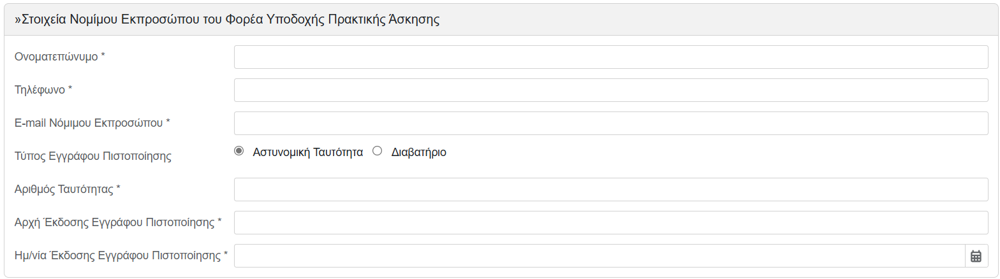 »Στοιχεία Νομίμου Εκπροσώπου του Φορέα Υποδοχής Πρακτικής Άσκησης
Ονοματεπώνυμο *
Τηλέφωνο *
E-mail Νόμιμου Εκπροσώπου *
Τύπος Εγγράφου Πιστοποίησης Αστυνομική Ταυτότητα Διαβατήριο
Αριθμός Ταυτότητας *
Αρχή Έκδοσης Εγγράφου Πιστοποίησης *
Ημ/νία Έκδοσης Εγγράφου Πιστοποίησης *